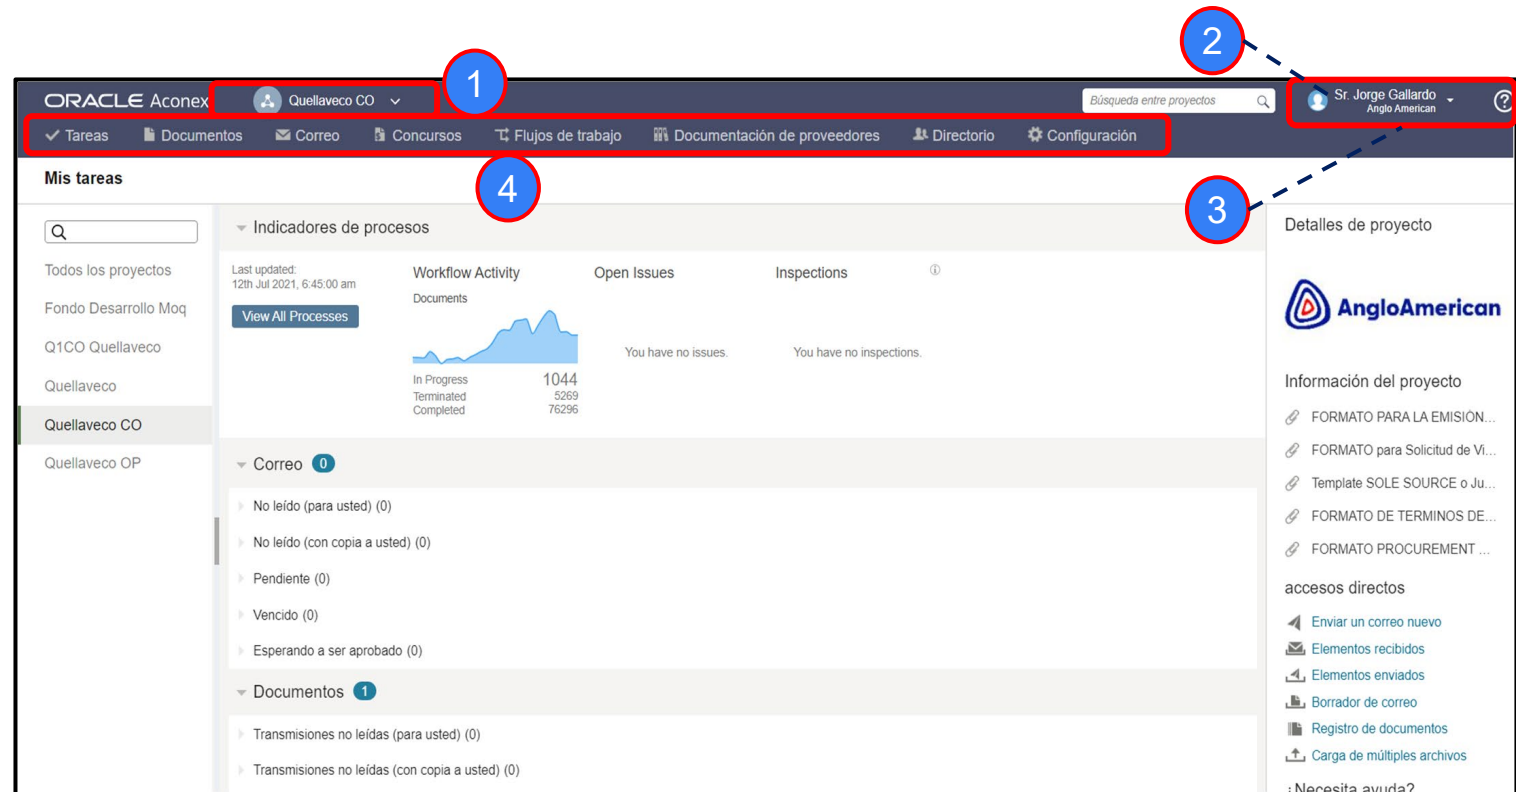 2
1
ORACLE Aconex
Quellaveco CO
Búsqueda entre proyectos
Sr. Jorge Gallardo
Anglo American
?
Tareas
Documentos
Correo
Concursos
Flujos de trabajo
Documentación de proveedores
Directorio
Configuración
4
3
Mis tareas
Todos los proyectos
Fondo Desarrollo Moq
Q1CO Quellaveco
Quellaveco
Quellaveco CO
Quellaveco OP
Indicadores de procesos
Last updated:
12th Jul 2021, 6:45:00 am
View All Processes
Workflow Activity
Documents
In Progress 1044
Terminated 5269
Completed 76296
Open Issues
You have no issues.
Inspections
You have no inspections.
Correo 0
No leído (para usted) (0)
No leído (con copia a usted) (0)
Pendiente (0)
Vencido (0)
Esperando a ser aprobado (0)
Documentos 1
Transmisiones no leídas (para usted) (0)
Transmisiones no leídas (con copia a usted) (0)
Detalles de proyecto
AngloAmerican
Información del proyecto
FORMATO PARA LA EMISIÓN...
FORMATO para Solicitud de Vi...
Template SOLE SOURCE o Ju...
FORMATO DE TERMINOS DE...
FORMATO PROCUREMENT ...
accesos directos
Enviar un correo nuevo
Elementos recibidos
Elementos enviados
Borrador de correo
Registro de documentos
Carga de múltiples archivos
¿Necesita ayuda?